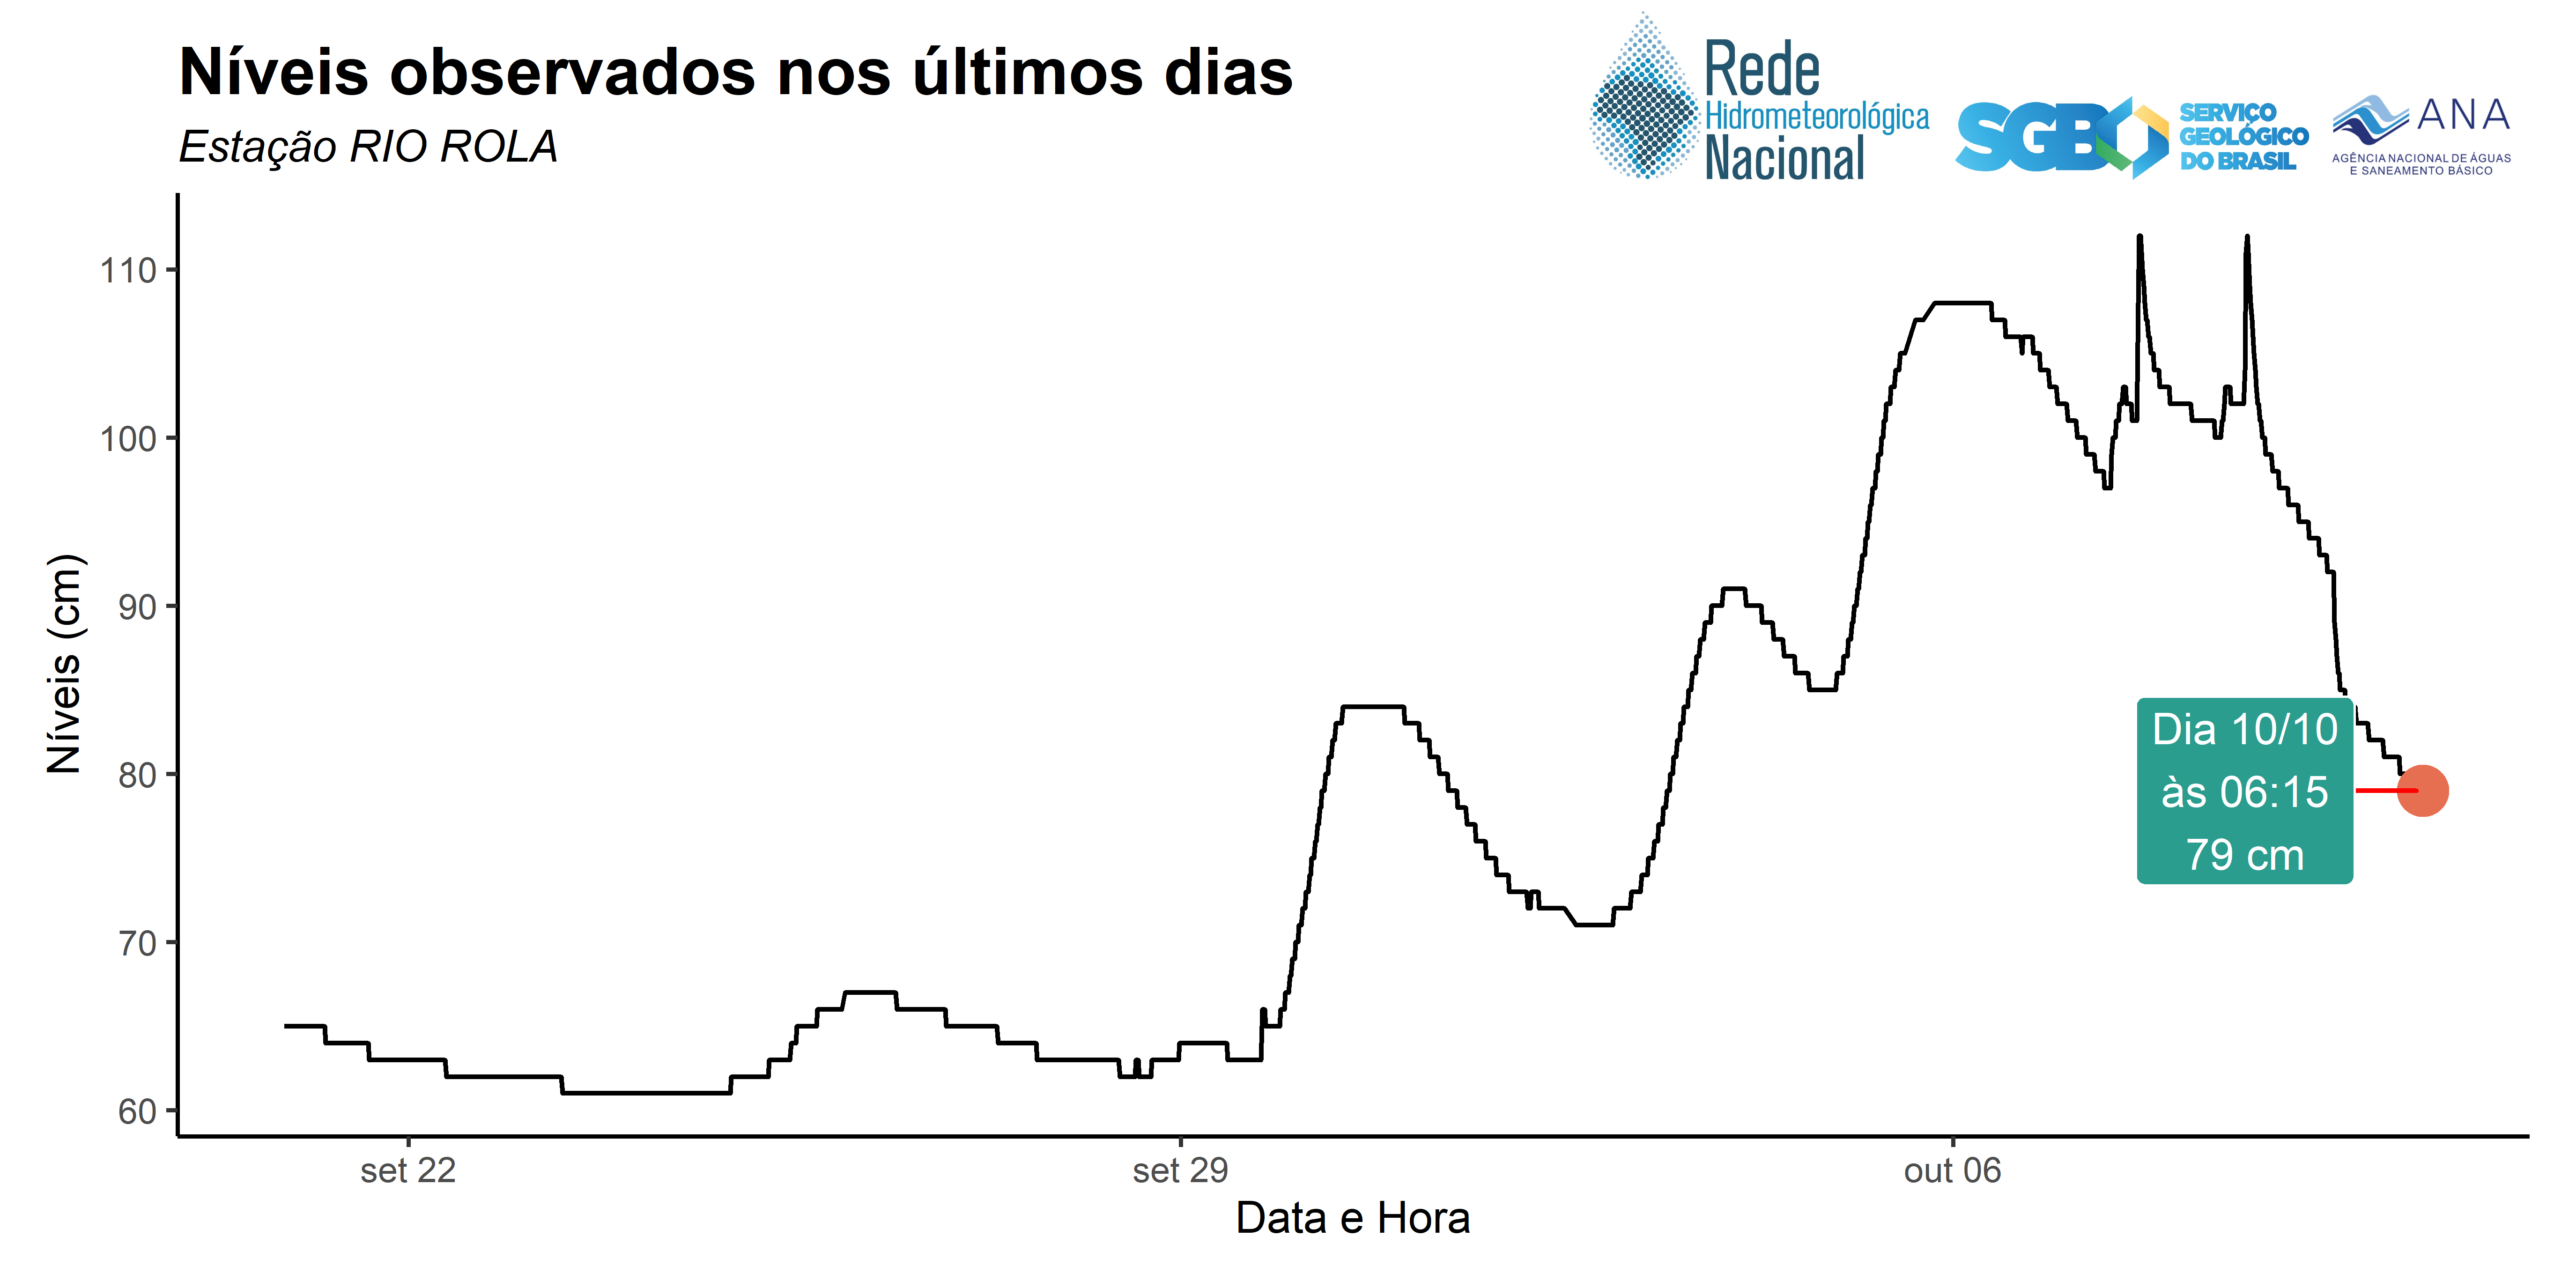 Níveis observados nos últimos dias
Estação RIO ROLA
Rede
Hidrometeorológica
Nacional
SGB
SERVIÇO
GEOLÓGICO
DO BRASIL
ANA
AGÊNCIA NACIONAL DE ÁGUAS
E SANEAMENTO BÁSICO
Níveis (cm)
110
100
90
80
70
60
Dia 10/10
às 06:15
79 cm
set 22
set 29
out 06
Data e Hora